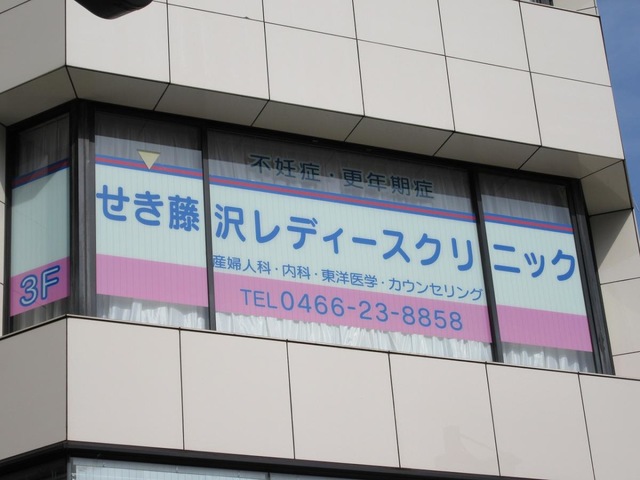 不妊症・更年期症
せき藤沢レディースクリニック
産婦人科・内科・東洋医学・カウンセリング
TEL0466-23-8858
3F